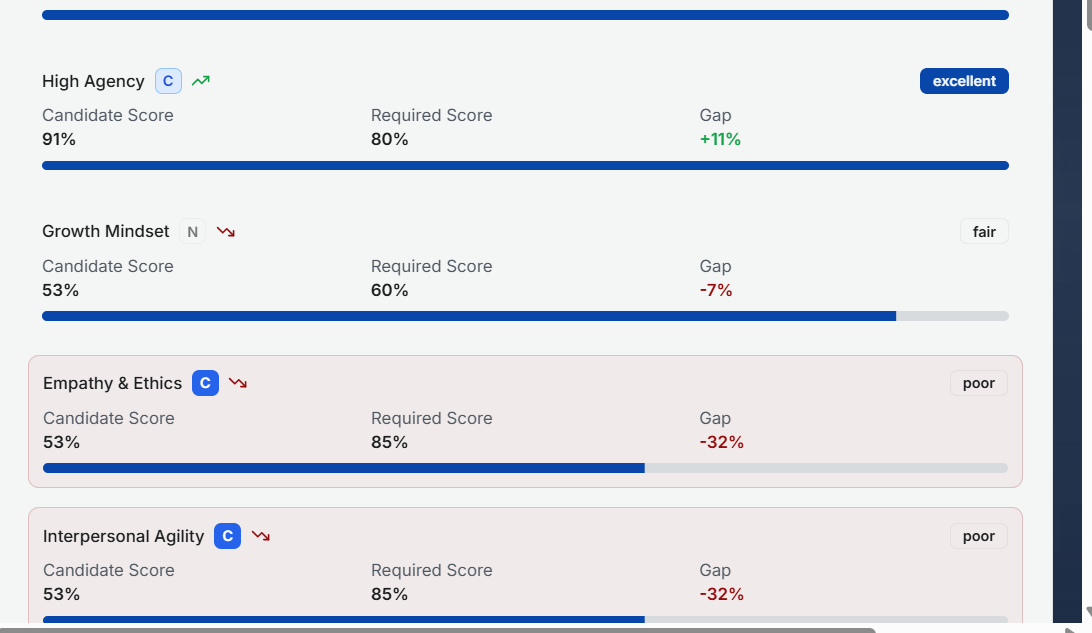 High Agency C excellent
Candidate Score Required Score Gap
91% 80% +11%
Growth Mindset N fair
Candidate Score Required Score Gap
53% 60% -7%
Empathy & Ethics C poor
Candidate Score Required Score Gap
53% 85% -32%
Interpersonal Agility C poor
Candidate Score Required Score Gap
53% 85% -32%